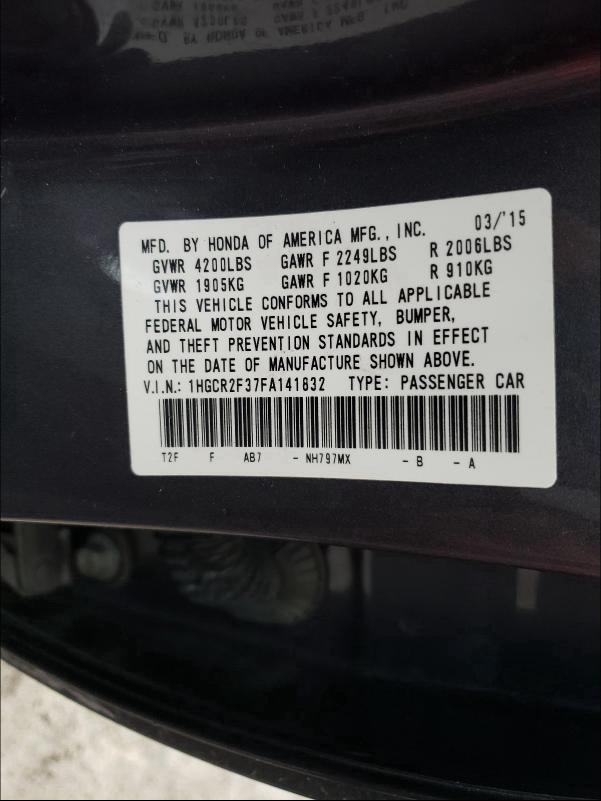 03/'15
MFD. BY HONDA OF AMERICA MFG., INC.
GVWR 4200LBS GAWR F 2249LBS R 2006LBS
GVWR 1905KG GAWR F 1020KG R 910KG
THIS VEHICLE CONFORMS TO ALL APPLICABLE
FEDERAL MOTOR VEHICLE SAFETY, BUMPER,
AND THEFT PREVENTION STANDARDS IN EFFECT
ON THE DATE OF MANUFACTURE SHOWN ABOVE.
V.I.N.: 1HGCR2F37FA141832 TYPE: PASSENGER CAR
T2F F AB7 - NH797MX - B - A